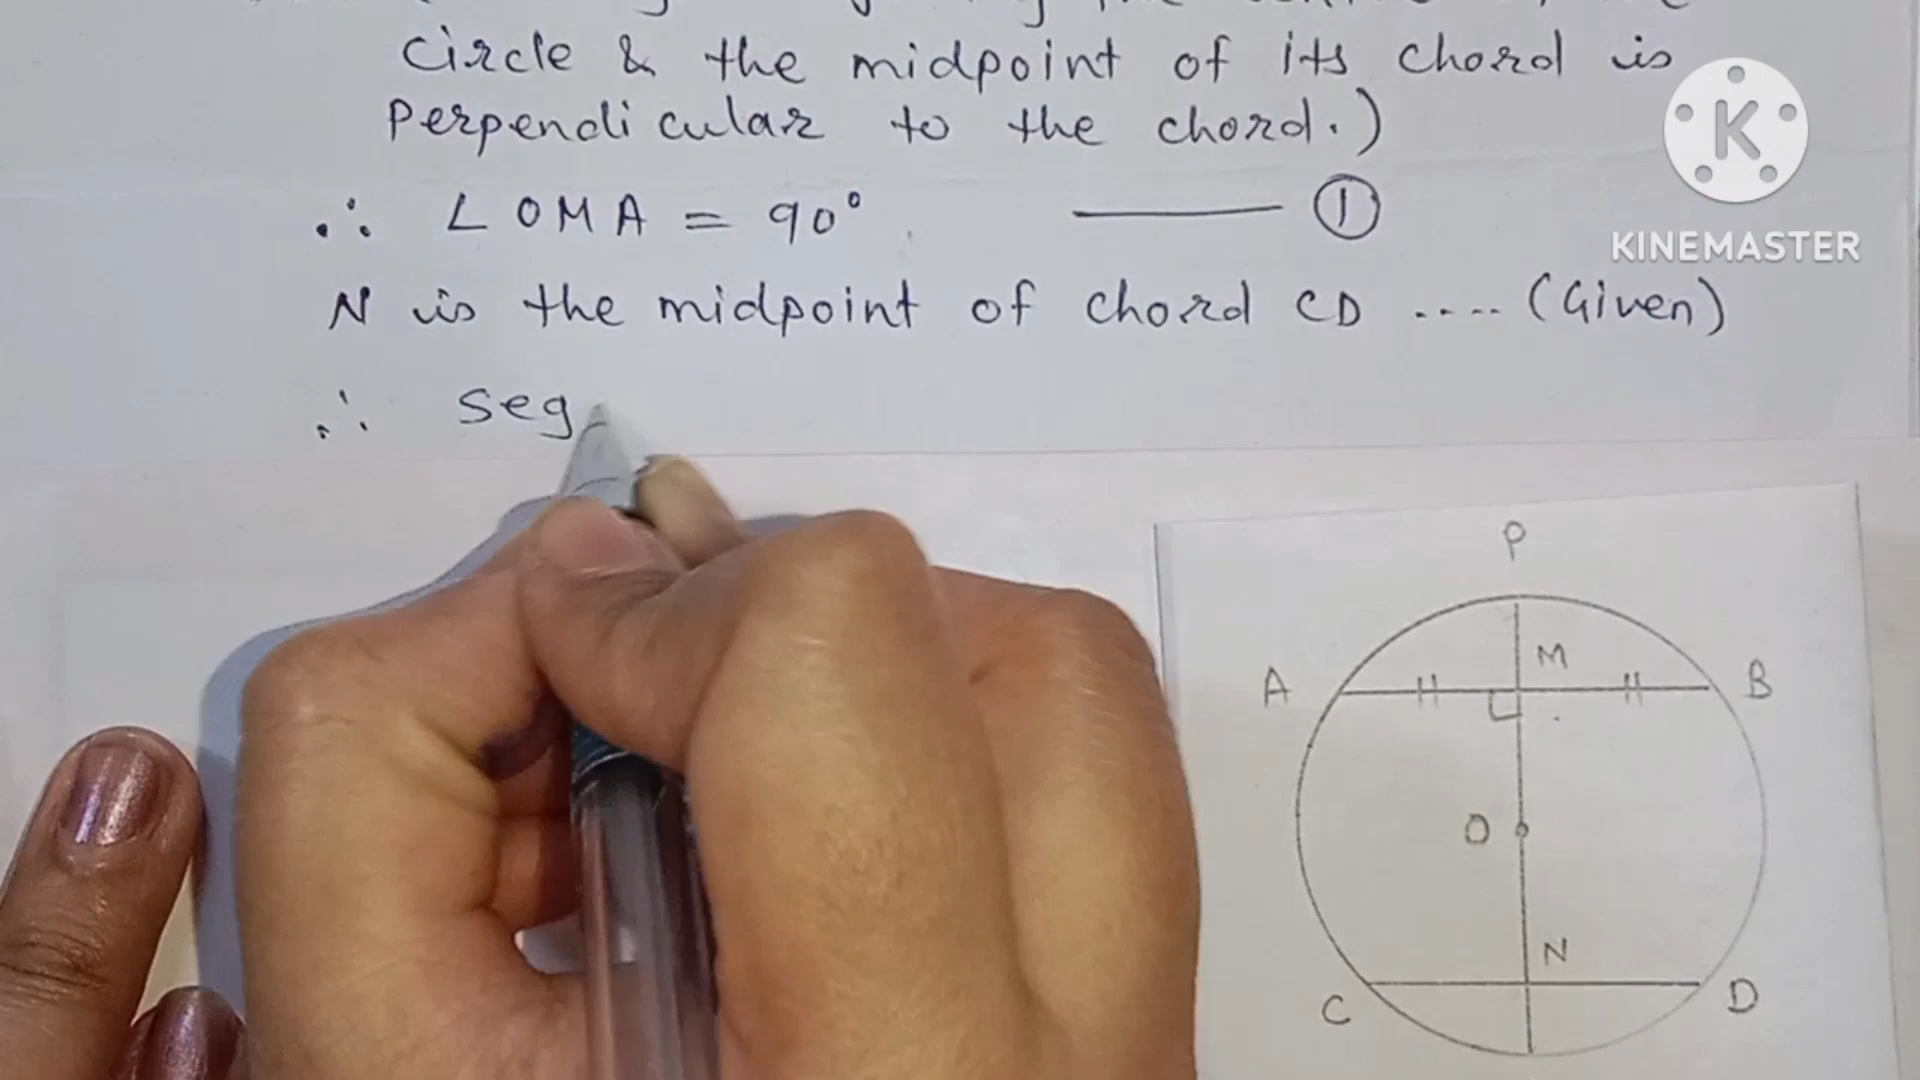 circle & the midpoint of its chord is
perpendicular to the chord.)
∴ ∠OMA = 90° ——— ①
N is the midpoint of chord CD .... (Given)
∴ seg
K
KINEMASTER
P
M
A
B
O
N
C
D